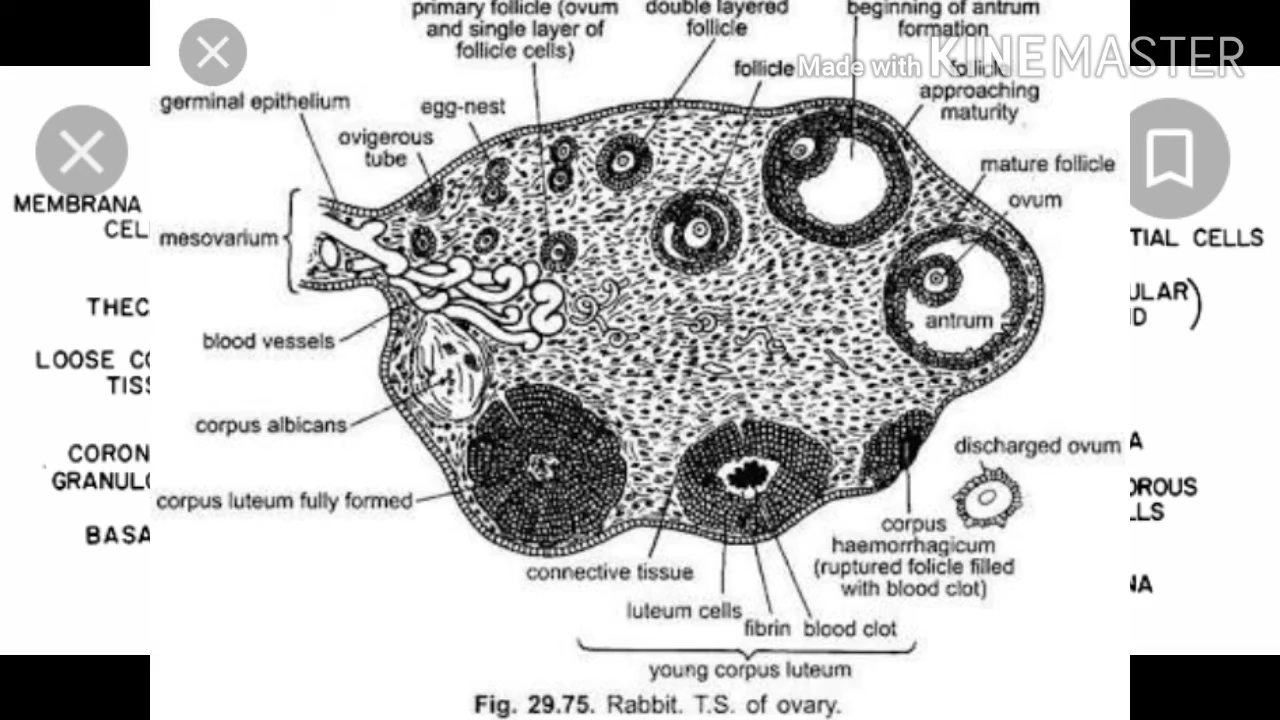 primary follicle (ovum
and single layer of
follicle cells)
double layered
follicle
beginning of antrum
formation
Made with KINEMASTER
follicle
follicle
approaching
maturity
germinal epithelium
egg-nest
ovigerous
tube
mature follicle
ovum
mesovarium
antrum
blood vessels
corpus albicans
corpus luteum fully formed
discharged ovum
corpus
haemorrhagicum
(ruptured folicle filled
with blood clot)
connective tissue
luteum cells
fibrin blood clot
young corpus luteum
Fig. 29.75. Rabbit. T.S. of ovary.
MEMBRANA
CEL
THEC
LOOSE CO
TISS
CORON
GRANULO
BASA
TIAL CELLS
ULAR)
D
A
OROUS
LLS
NA